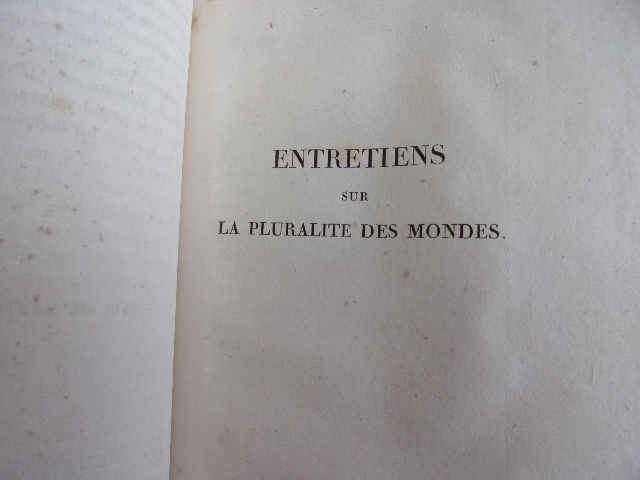 ENTRETIENS
SUR
LA PLURALITE DES MONDES.